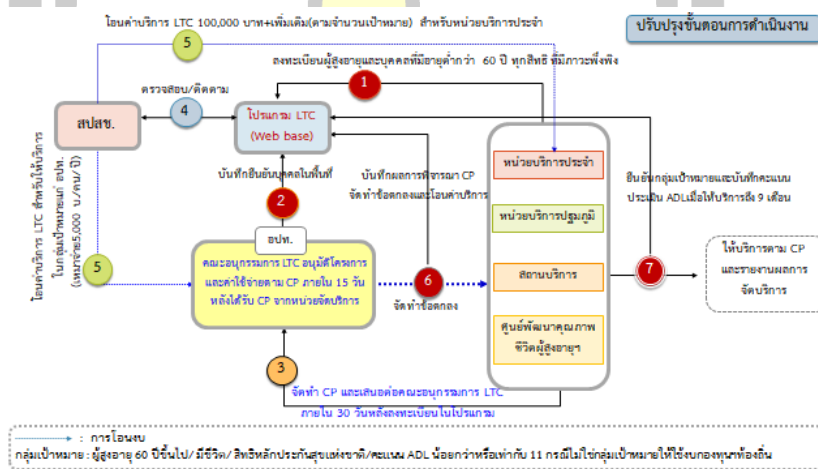 โอนค่าบริการ LTC 100,000 บาท+เพิ่มเติม(ตามจำนวนเป้าหมาย) สำหรับหน่วยบริการประจำ
ปรับปรุงขั้นตอนการดำเนินงาน
5
ลงทะเบียนผู้สูงอายุและบุคคลที่มีอายุต่ำกว่า 60 ปี ทุกสิทธิ ที่มีภาวะพึ่งพิง
1
ตรวจสอบ/ติดตาม
4
สปสช.
โปรแกรม LTC
(Web base)
โอนค่าบริการ LTC สำหรับให้บริการ
ในกลุ่มเป้าหมายแก่ อปท.
(เหมาจ่าย5,000 บ./คน/ ปี)
บันทึกยืนยันบุคคลในพื้นที่
2
บันทึกผลการพิจารณา CP
จัดทำข้อตกลงและโอนค่าบริการ
หน่วยบริการประจำ
หน่วยบริการปฐมภูมิ
สถานบริการ
ศูนย์พัฒนาคุณภาพ
ชีวิตผู้สูงอายุฯ
ยืนยันกลุ่มเป้าหมายและบันทึกคะแนน
ประเมิน ADLเมื่อให้บริการถึง 9 เดือน
อปท.
5
คณะอนุกรรมการ LTC อนุมัติโครงการ
และค่าใช้จ่ายตาม CP ภายใน 15 วัน
หลังได้รับ CP จากหน่วยจัดบริการ
6
จัดทำข้อตกลง
7
ให้บริการตาม CP
และรายงานผลการ
จัดบริการ
3
จัดทำ CP และเสนอต่อคณะอนุกรรมการ LTC
ภายใน 30 วันหลังลงทะเบียนในโปรแกรม
: การโอนงบ
กลุ่มเป้าหมาย : ผู้สูงอายุ 60 ปีขึ้นไป/ มีชีวิต/ สิทธิหลักประกันสุขแห่งชาติ/คะแนน ADL น้อยกว่าหรือเท่ากับ 11 กรณีไม่ใช่กลุ่มเป้าหมายให้ใช้งบกองทุนฯท้องถิ่น